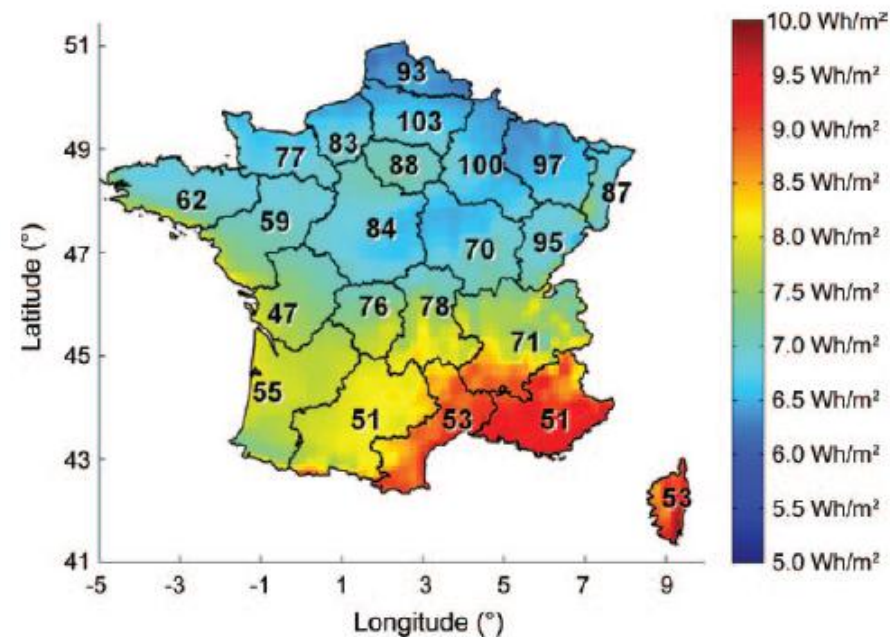 51
49
47
45
43
41
Latitude (°)
-5 -3 -1 1 3 5 7 9
Longitude (°)
93
103
83
77
88
100
97
87
62
59
84
70
95
47
76
78
71
55
51
53
51
53
10.0 Wh/m²
9.5 Wh/m²
9.0 Wh/m²
8.5 Wh/m²
8.0 Wh/m²
7.5 Wh/m²
7.0 Wh/m²
6.5 Wh/m²
6.0 Wh/m²
5.5 Wh/m²
5.0 Wh/m²